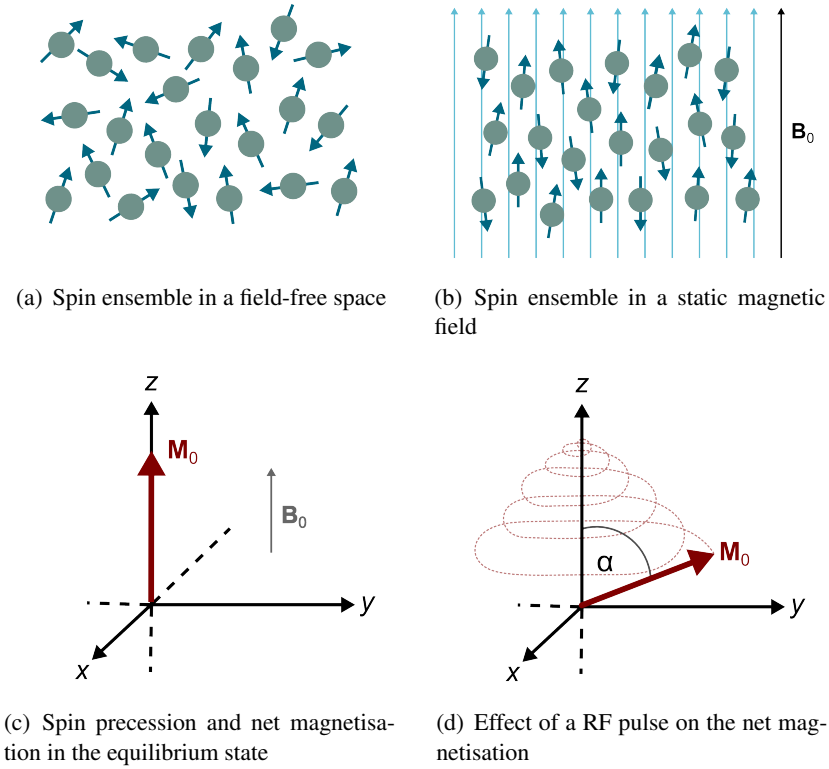 B0
(a) Spin ensemble in a field-free space
(b) Spin ensemble in a static magnetic
field
z
M0
B0
y
x
z
α
M0
y
x
(c) Spin precession and net magnetisa-
tion in the equilibrium state
(d) Effect of a RF pulse on the net mag-
netisation